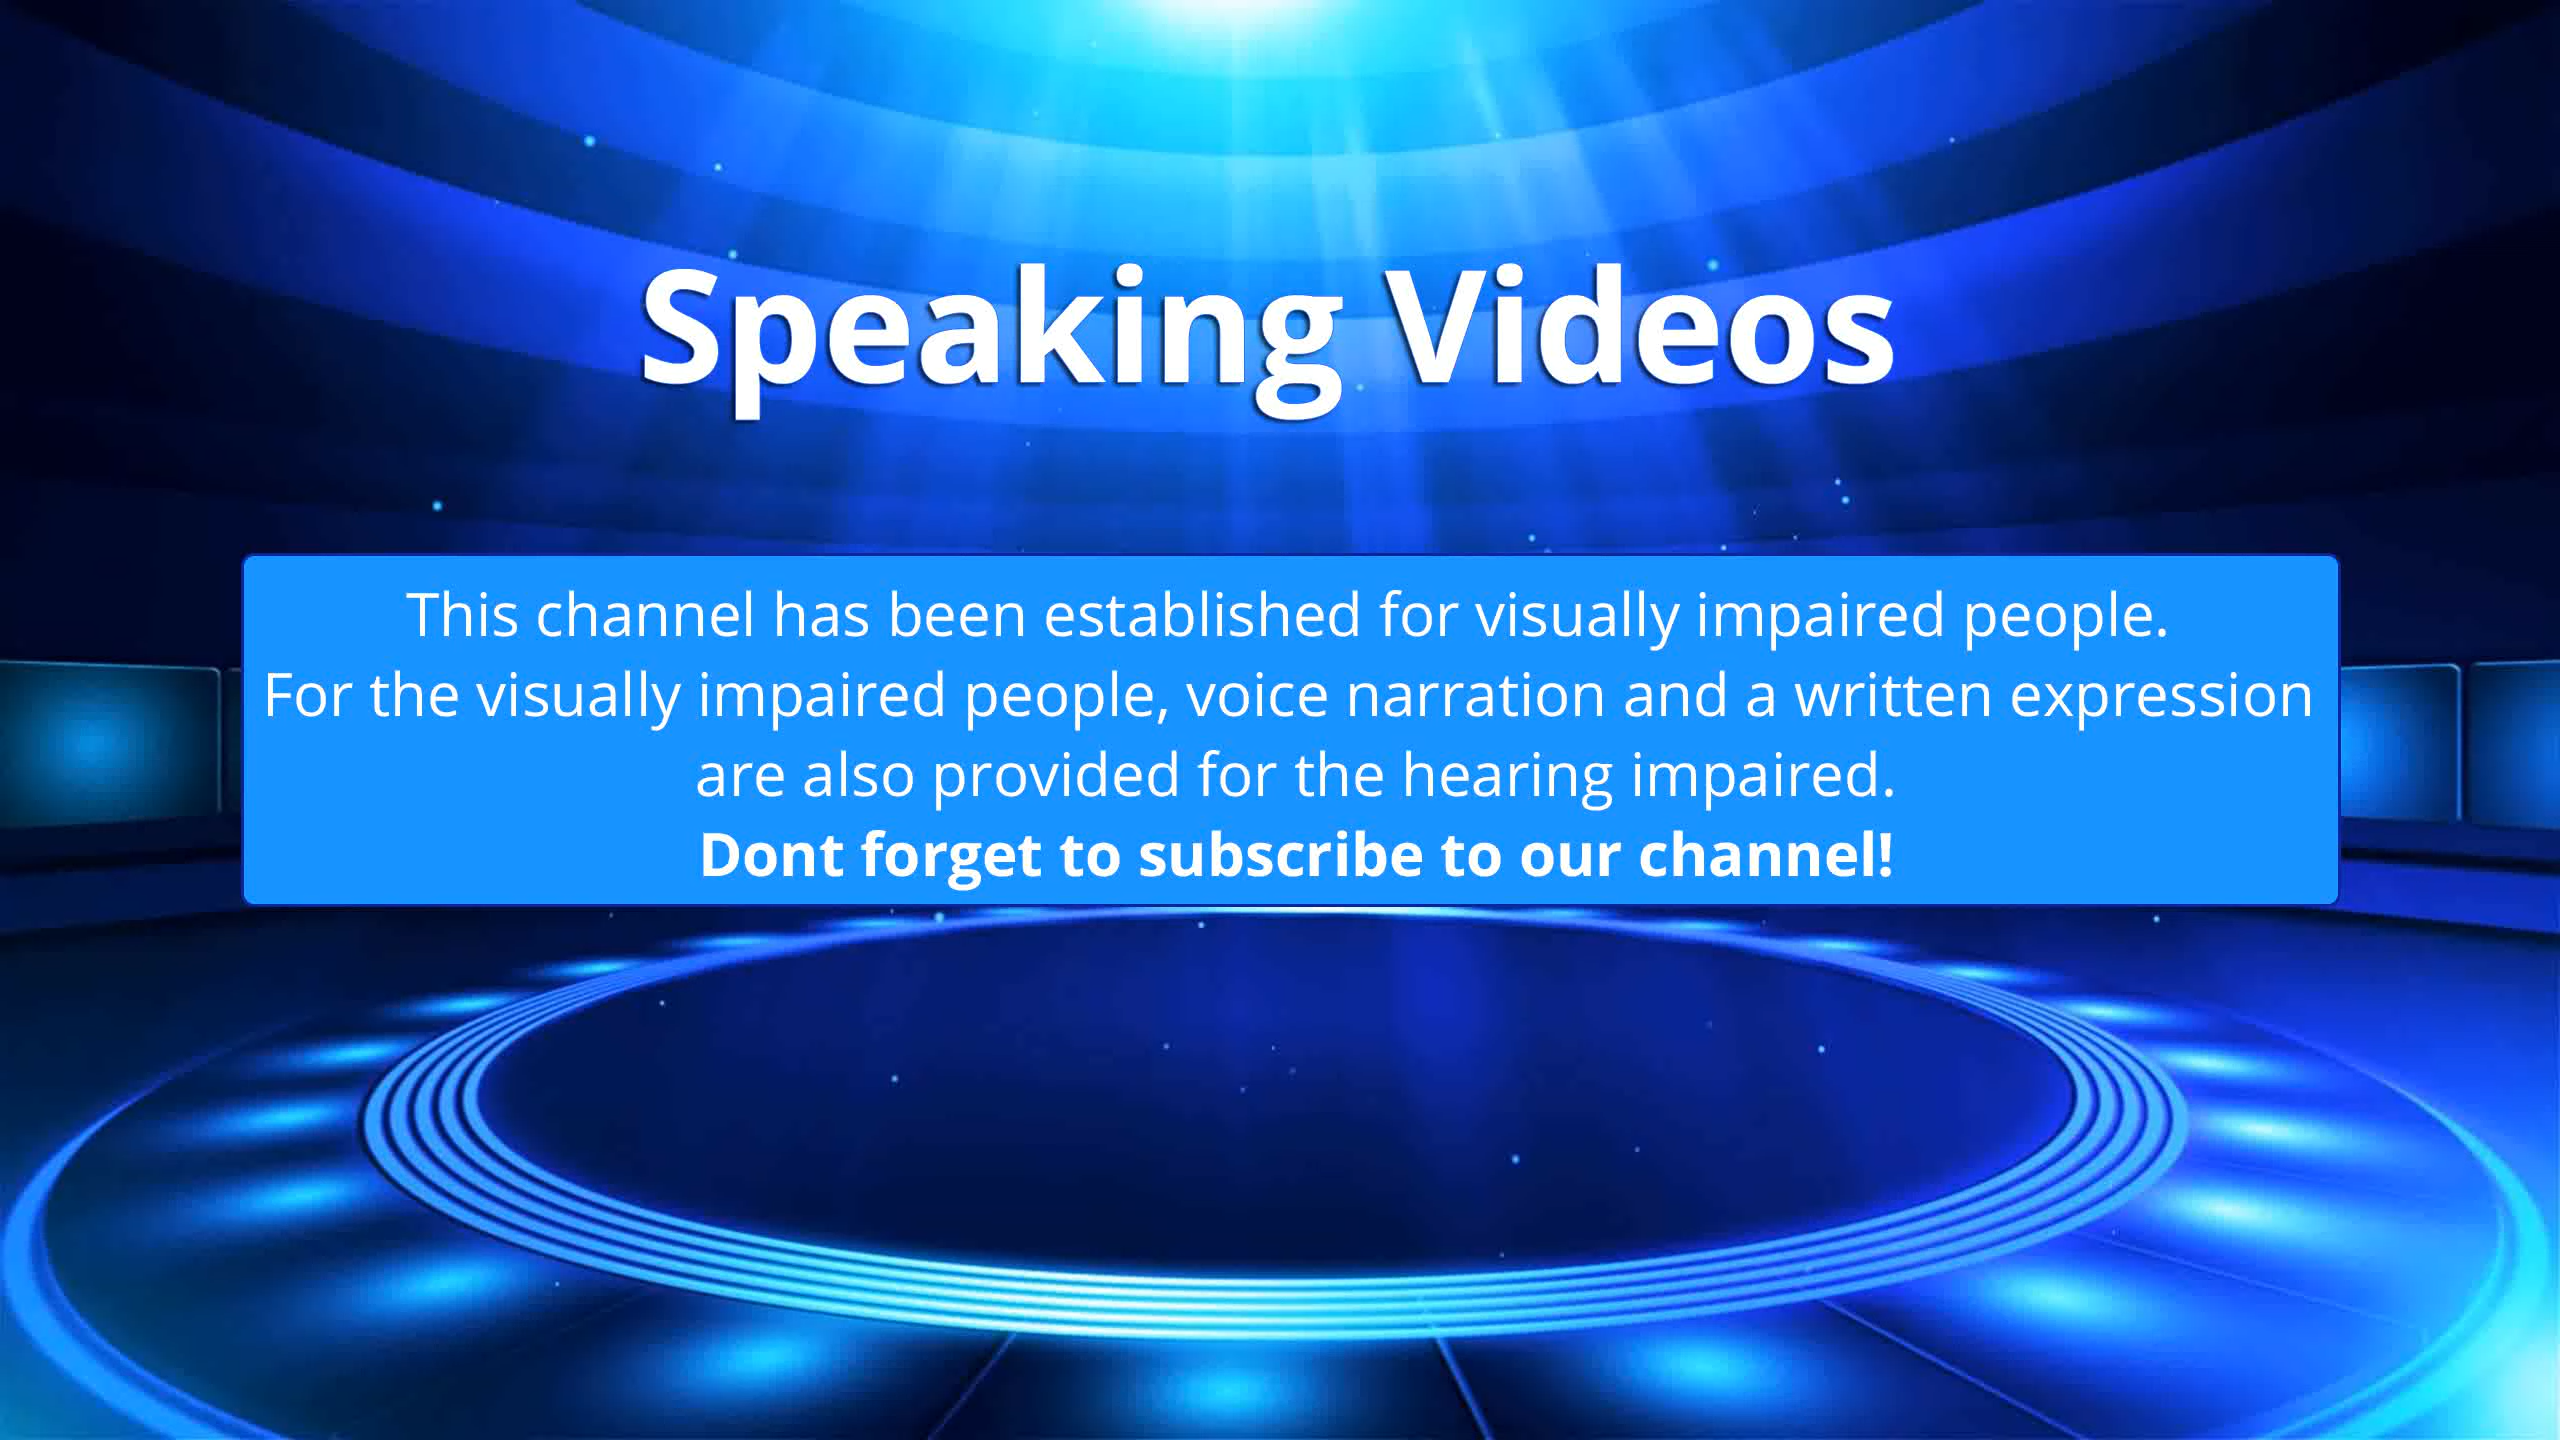 Speaking Videos
This channel has been established for visually impaired people.
For the visually impaired people, voice narration and a written expression
are also provided for the hearing impaired.
Dont forget to subscribe to our channel!